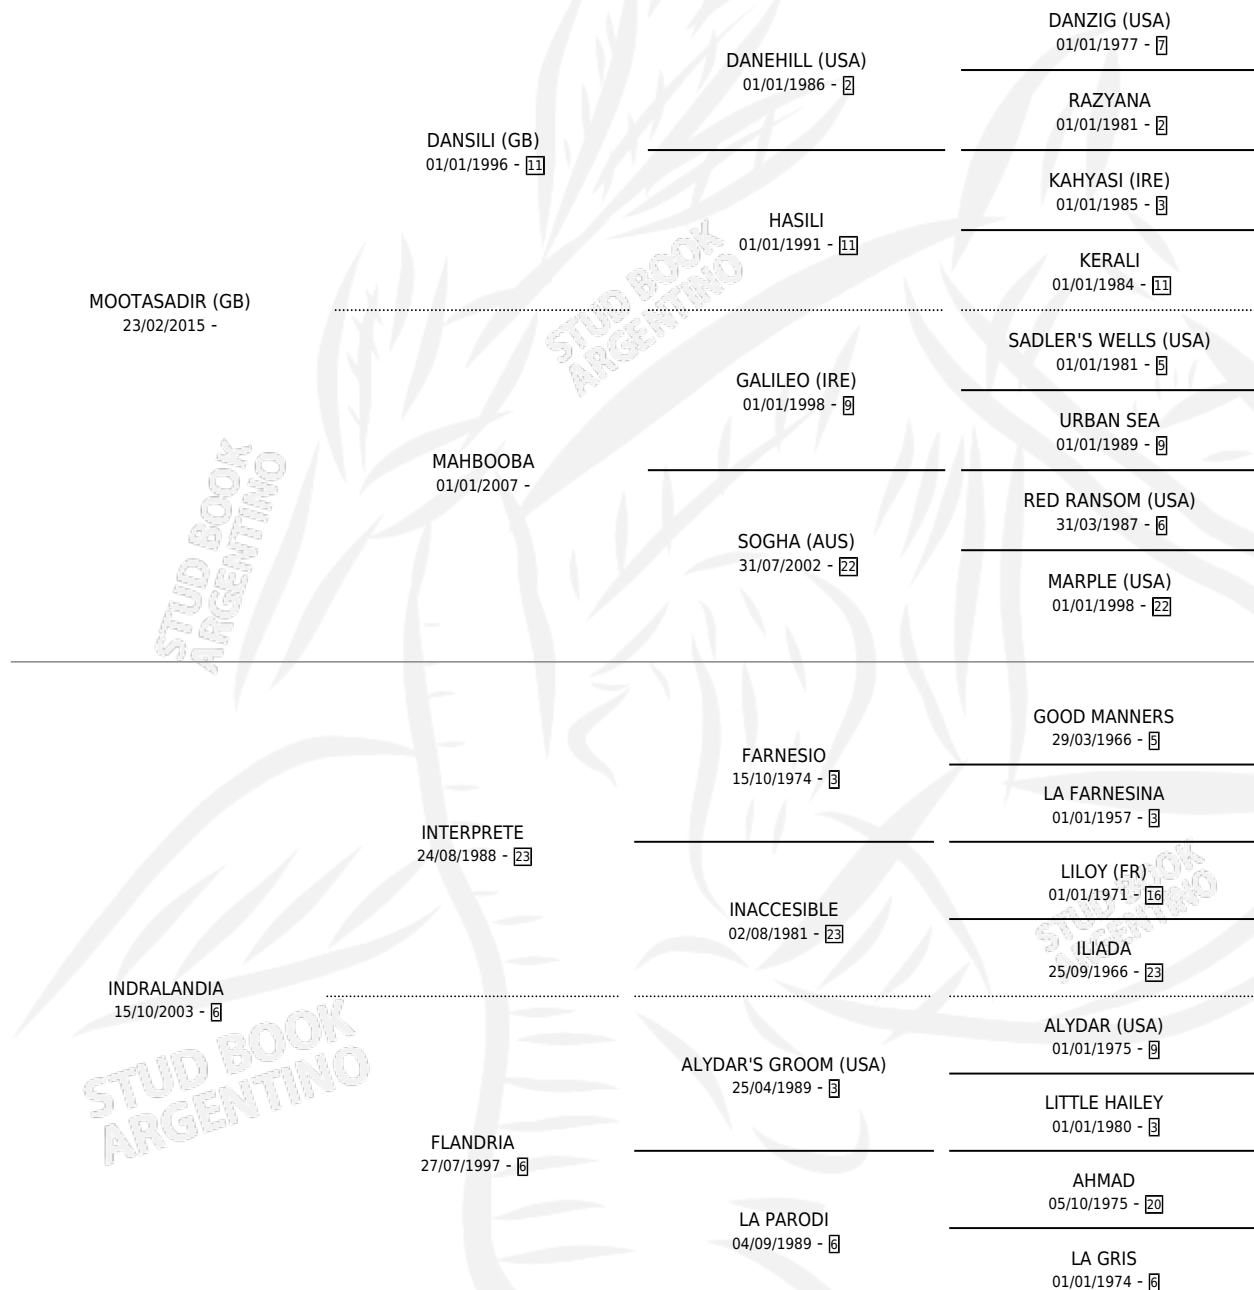 DANZIG (USA)
01/01/1977 - 7
DANEHILL (USA)
01/01/1986 - 2
RAZYANA
01/01/1981 - 2
DANSILI (GB)
01/01/1996 - 11
KAHYASI (IRE)
01/01/1985 - 3
HASILI
01/01/1991 - 11
KERALI
01/01/1984 - 11
MOOTASADIR (GB)
23/02/2015 -
SADLER'S WELLS (USA)
01/01/1981 - 5
GALILEO (IRE)
01/01/1998 - 9
URBAN SEA
01/01/1989 - 9
MAHBOOBA
01/01/2007 -
RED RANSOM (USA)
31/03/1987 - 6
SOGHA (AUS)
31/07/2002 - 22
MARPLE (USA)
01/01/1998 - 22
STUD BOOK
ARGENTINO
STUD BOOK
ARGENTINO
GOOD MANNERS
29/03/1966 - 5
FARNESIO
15/10/1974 - 3
LA FARNESINA
01/01/1957 - 3
INTERPRETE
24/08/1988 - 23
LILOY (FR)
01/01/1971 - 16
INACCESIBLE
02/08/1981 - 23
ILIADA
25/09/1966 - 23
STUD BOOK
ARGENTINO
INDRALANDIA
15/10/2003 - 6
ALYDAR (USA)
01/01/1975 - 9
ALYDAR'S GROOM (USA)
25/04/1989 - 3
LITTLE HAILEY
01/01/1980 - 3
STUD BOOK
ARGENTINO
FLANDRIA
27/07/1997 - 6
AHMAD
05/10/1975 - 20
LA PARODI
04/09/1989 - 6
LA GRIS
01/01/1974 - 6